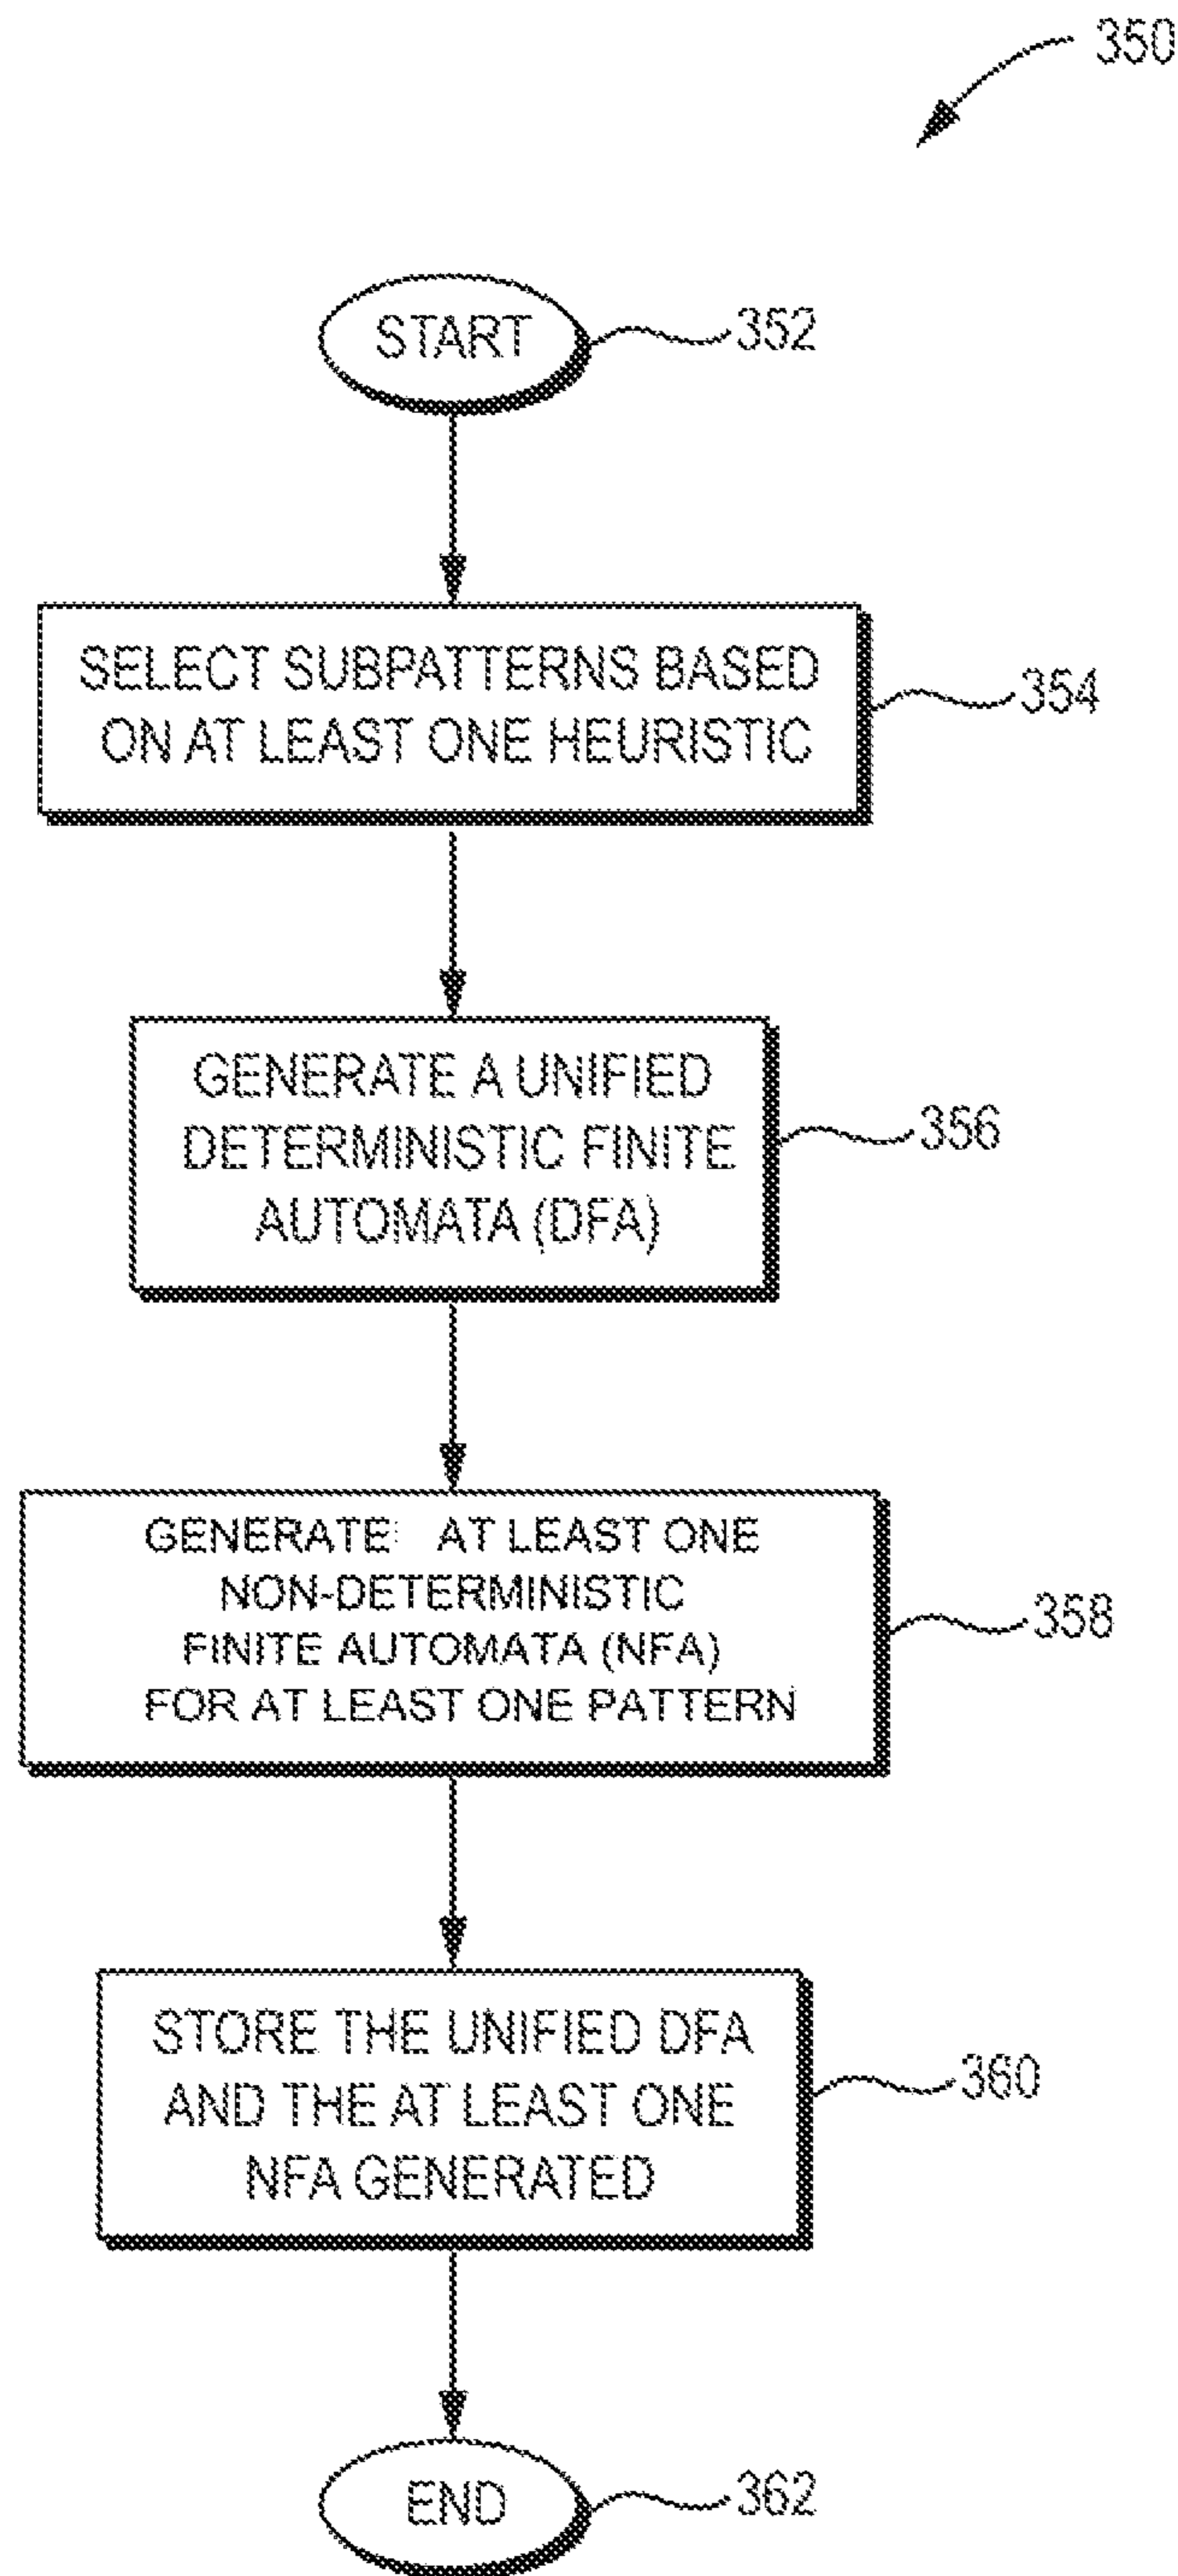 350
START
352
SELECT SUBPATTERNS BASED
ON AT LEAST ONE HEURISTIC
354
GENERATE A UNIFIED
DETERMINISTIC FINITE
AUTOMATA (DFA)
356
GENERATE AT LEAST ONE
NON-DETERMINISTIC
FINITE AUTOMATA (NFA)
FOR AT LEAST ONE PATTERN
358
STORE THE UNIFIED DFA
AND THE AT LEAST ONE
NFA GENERATED
360
END
362